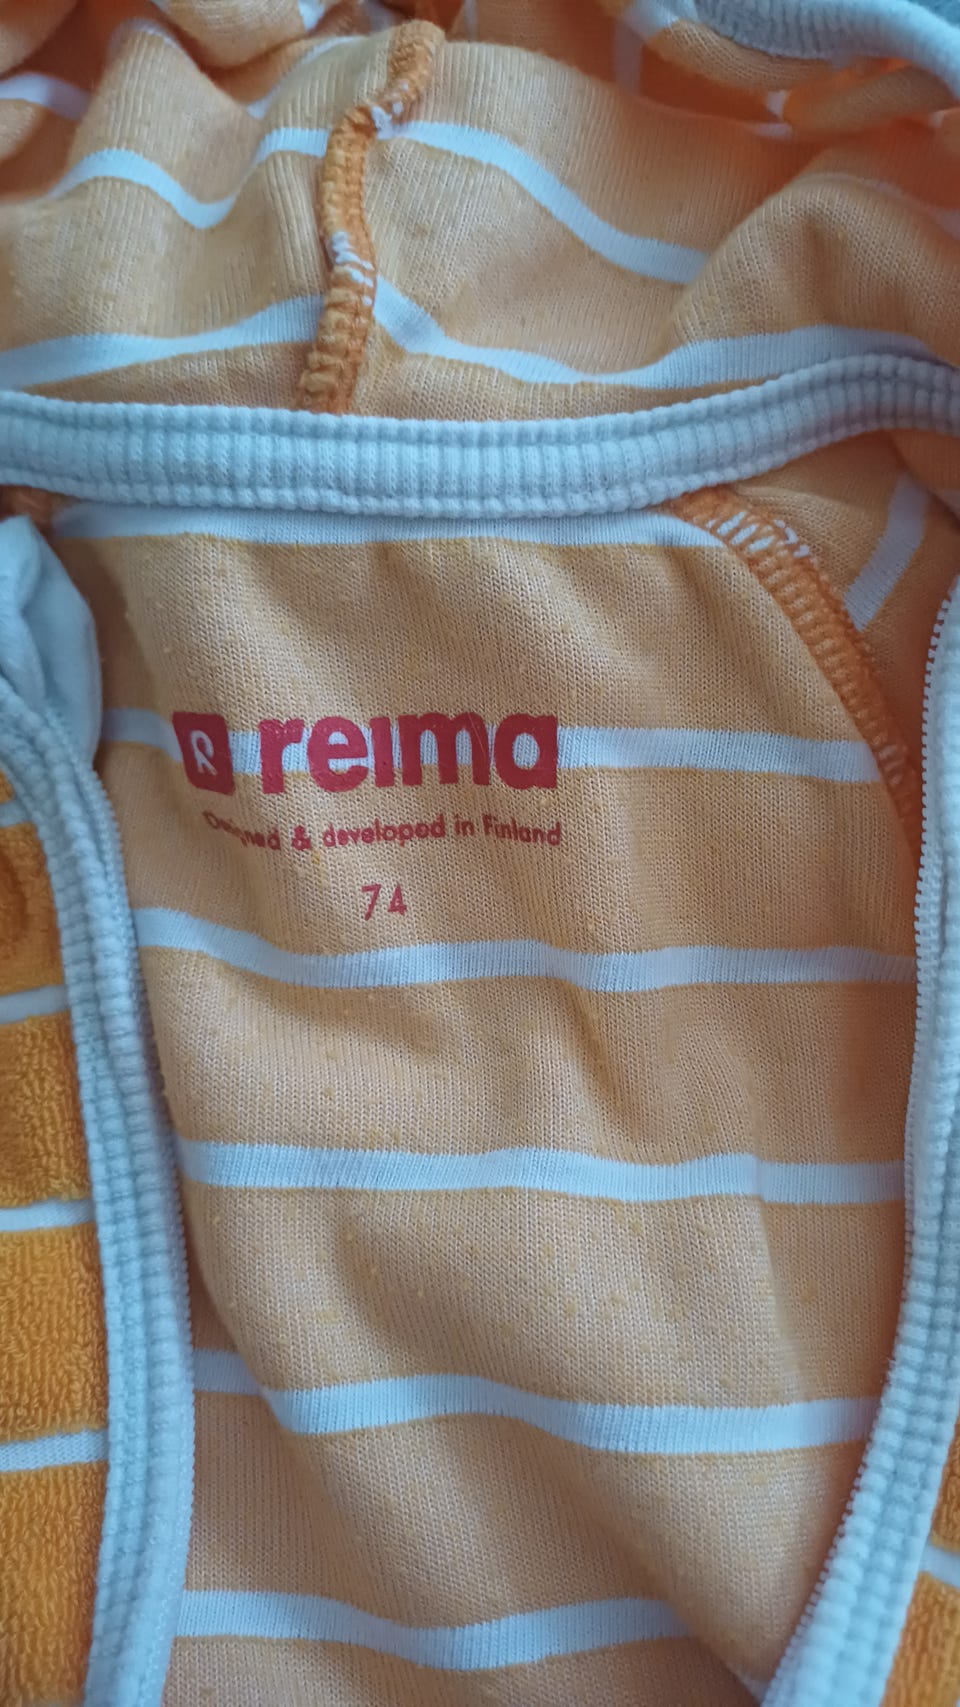 reima
Designed & developed in Finland
74